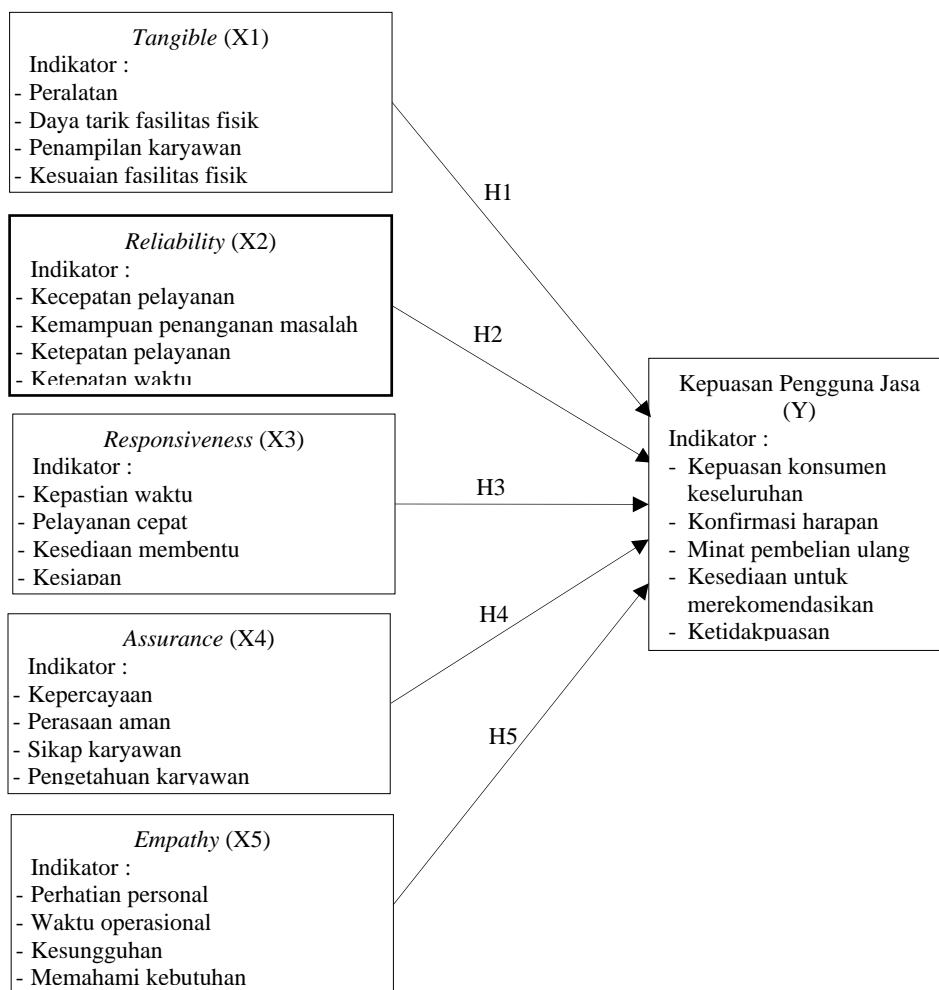 Tangible (X1)
Indikator :
- Peralatan
- Daya tarik fasilitas fisik
- Penampilan karyawan
- Kesuaian fasilitas fisik
H1
Reliability (X2)
Indikator :
- Kecepatan pelayanan
- Kemampuan penanganan masalah
- Ketepatan pelayanan
- Ketepatan waktu
H2
Responsiveness (X3)
Indikator :
- Kepastian waktu
- Pelayanan cepat
- Kesediaan membentu
- Kesiapan
H3
Assurance (X4)
Indikator :
- Kepercayaan
- Perasaan aman
- Sikap karyawan
- Pengetahuan karyawan
H4
Empathy (X5)
Indikator :
- Perhatian personal
- Waktu operasional
- Kesungguhan
- Memahami kebutuhan
H5
Kepuasan Pengguna Jasa
(Y)
Indikator :
- Kepuasan konsumen
keseluruhan
- Konfirmasi harapan
- Minat pembelian ulang
- Kesediaan untuk
merekomendasikan
- Ketidakpuasan